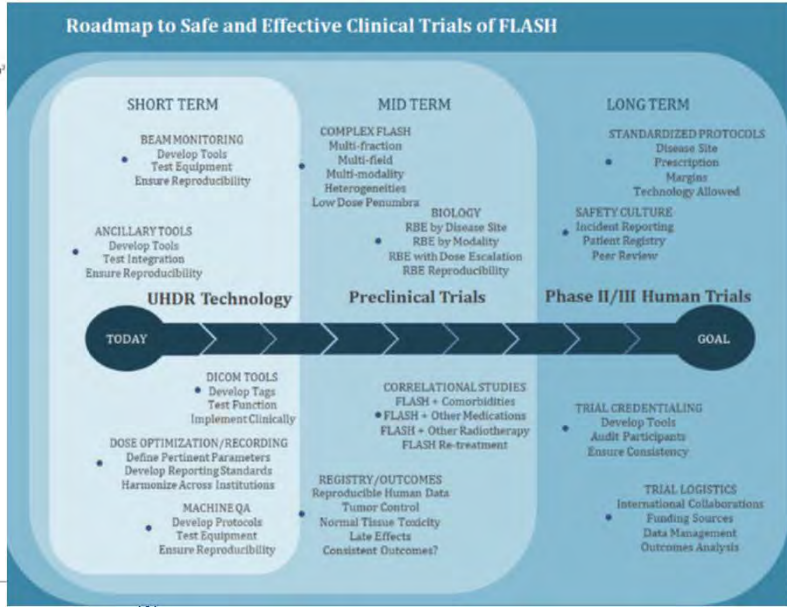 Roadmap to Safe and Effective Clinical Trials of FLASH
SHORT TERM
BEAM MONITORING
Develop Tools
Test Equipment
Ensure Reproducibility
ANCILLARY TOOLS
Develop Tools
Test Integration
Ensure Reproducibility
MID TERM
COMPLEX FLASH
Multi-fraction
Multi-field
Multi-modality
Heterogeneities
Low Dose Penumbra
BIOLOGY
RBE by Disease Site
RBE by Modality
RBE with Dose Escalation
RBE Reproducibility
LONG TERM
STANDARDIZED PROTOCOLS
Disease Site
Prescription
Margins
Technology Allowed
SAFETY CULTURE
Incident Reporting
Patient Registry
Peer Review
UHDR Technology
Preclinical Trials
Phase II/III Human Trials
TODAY
GOAL
DICOM TOOLS
Develop Tags
Test Function
Implement Clinically
DOSE OPTIMIZATION/RECORDING
Define Pertinent Parameters
Develop Reporting Standards
Harmonize Across Institutions
MACHINE QA
Develop Protocols
Test Equipment
Ensure Reproducibility
CORRELATIONAL STUDIES
FLASH + Comorbidities
FLASH + Other Medications
FLASH + Other Radiotherapy
FLASH Re-treatment
REGISTRY/OUTCOMES
Reproducible Human Data
Tumor Control
Normal Tissue Toxicity
Late Effects
Consistent Outcomes?
TRIAL CREDENTIALING
Develop Tools
Audit Participants
Ensure Consistency
TRIAL LOGISTICS
International Collaborations
Funding Sources
Data Management
Outcomes Analysis